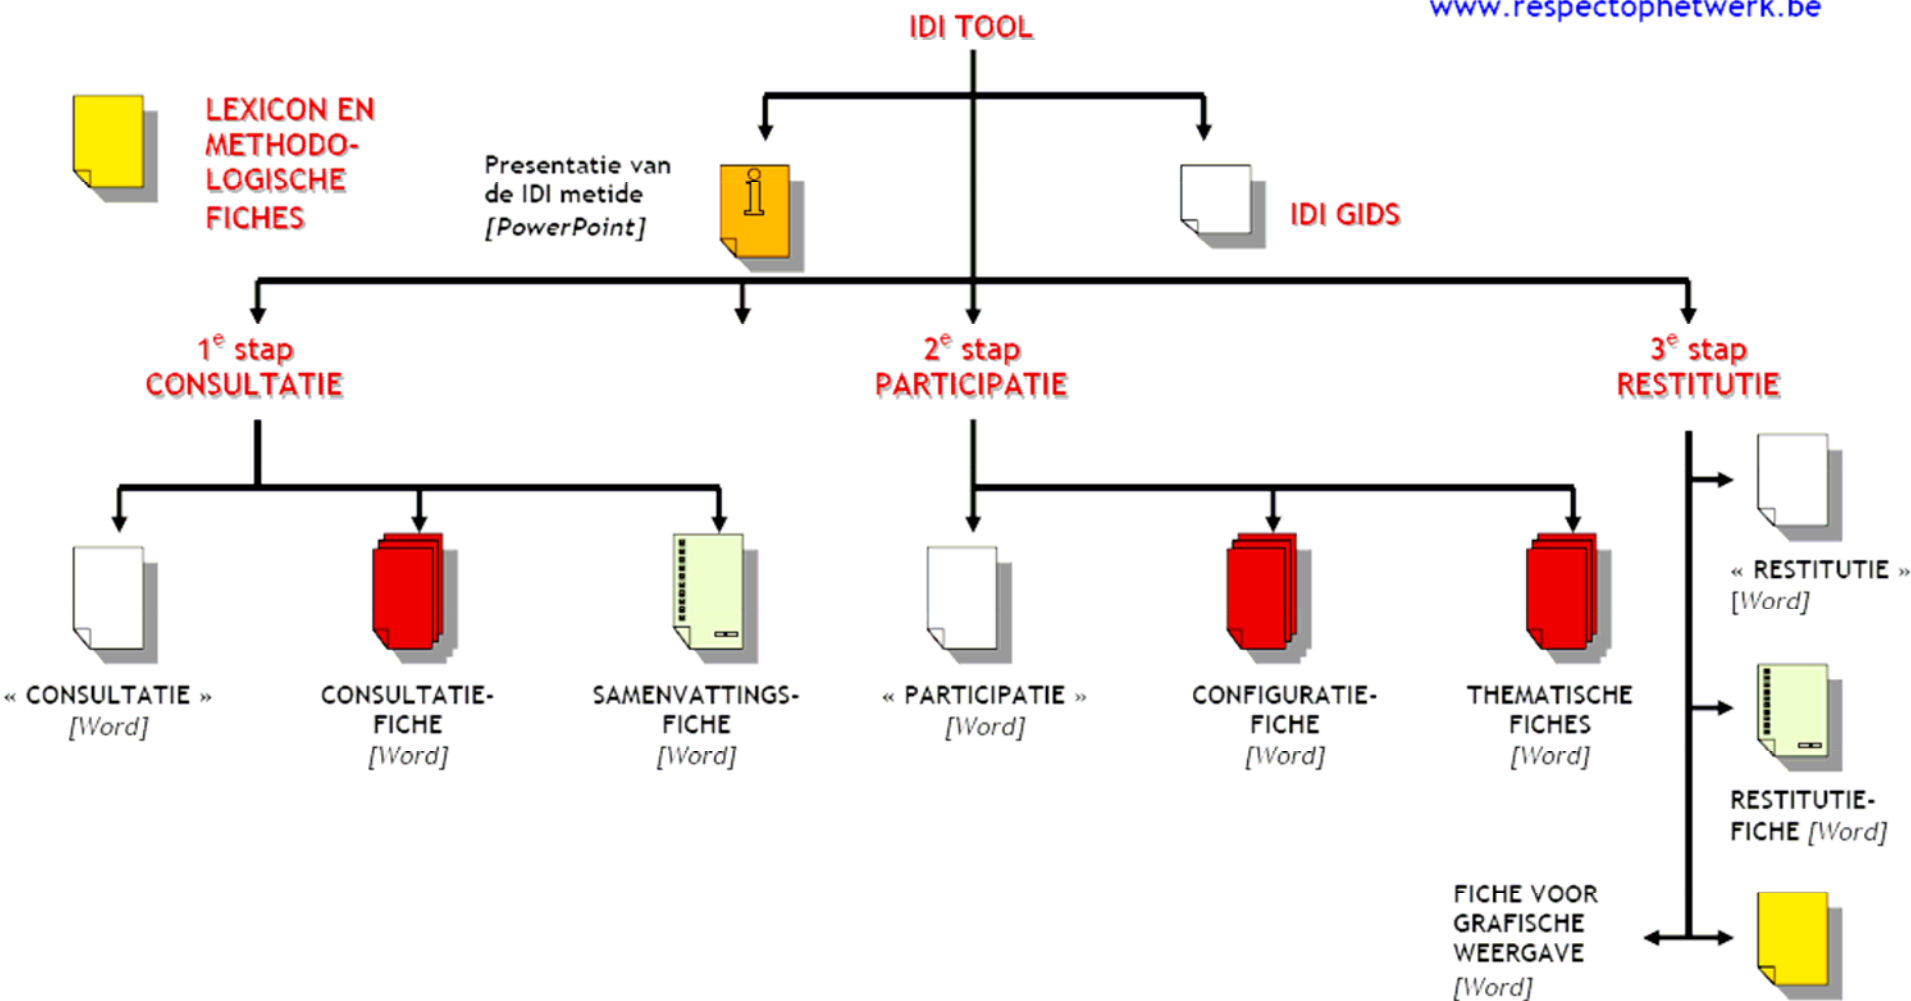 www.respectophetwerk.be
IDI TOOL
LEXICON EN
METHODO-
LOGISCHE
FICHES
Presentatie van
de IDI metide
[PowerPoint]
i
IDI GIDS
1e stap
CONSULTATIE
2e stap
PARTICIPATIE
3e stap
RESTITUTIE
« CONSULTATIE »
[Word]
CONSULTATIE-
FICHE
[Word]
SAMENVATTINGS-
FICHE
[Word]
« PARTICIPATIE »
[Word]
CONFIGURATIE-
FICHE
[Word]
THEMATISCHE
FICHES
[Word]
« RESTITUTIE »
[Word]
RESTITUTIE-
FICHE [Word]
FICHE VOOR
GRAFISCHE
WEERGAVE
[Word]